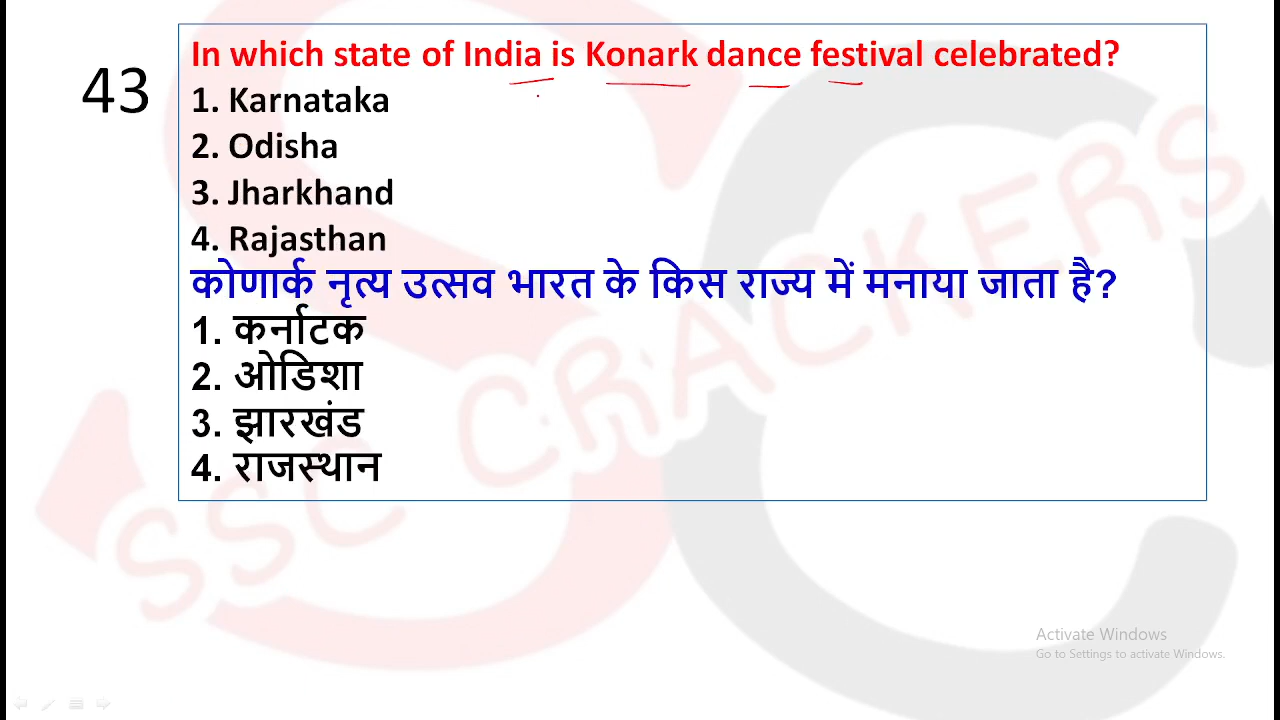 43
In which state of India is Konark dance festival celebrated?
1. Karnataka
2. Odisha
3. Jharkhand
4. Rajasthan
कोणार्क नृत्य उत्सव भारत के किस राज्य में मनाया जाता है?
1. कर्नाटक
2. ओडिशा
3. झारखंड
4. राजस्थान
SSC CRACKERS
Activate Windows
Go to Settings to activate Windows.